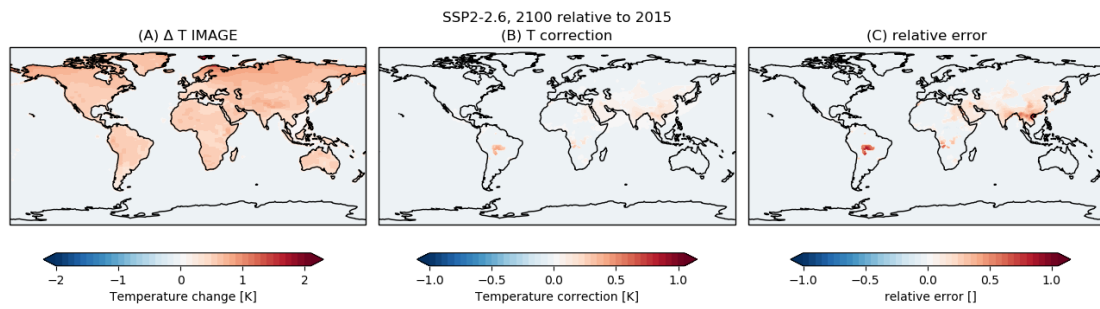 SSP2-2.6, 2100 relative to 2015
(A) Δ T IMAGE
(B) T correction
(C) relative error
−2 −1 0 1 2
Temperature change [K]
−1.0 −0.5 0.0 0.5 1.0
Temperature correction [K]
−1.0 −0.5 0.0 0.5 1.0
relative error []